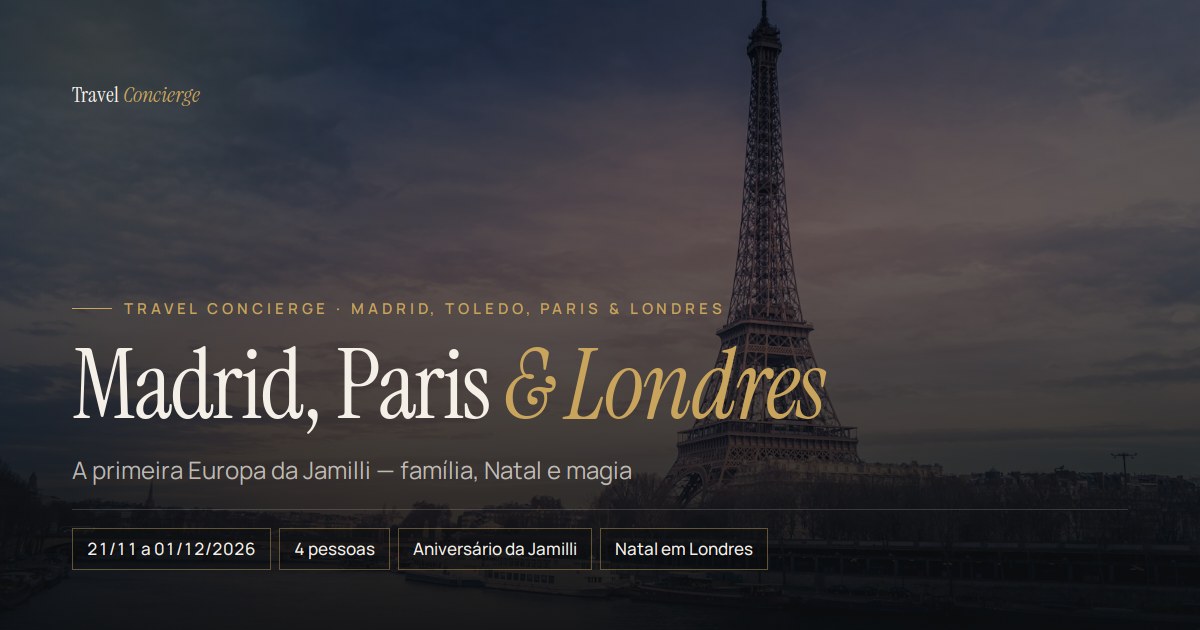 Travel Concierge
TRAVEL CONCIERGE · MADRID, TOLEDO, PARIS & LONDRES
Madrid, Paris & Londres
A primeira Europa da Jamilli — família, Natal e magia
21/11 a 01/12/2026
4 pessoas
Aniversário da Jamilli
Natal em Londres